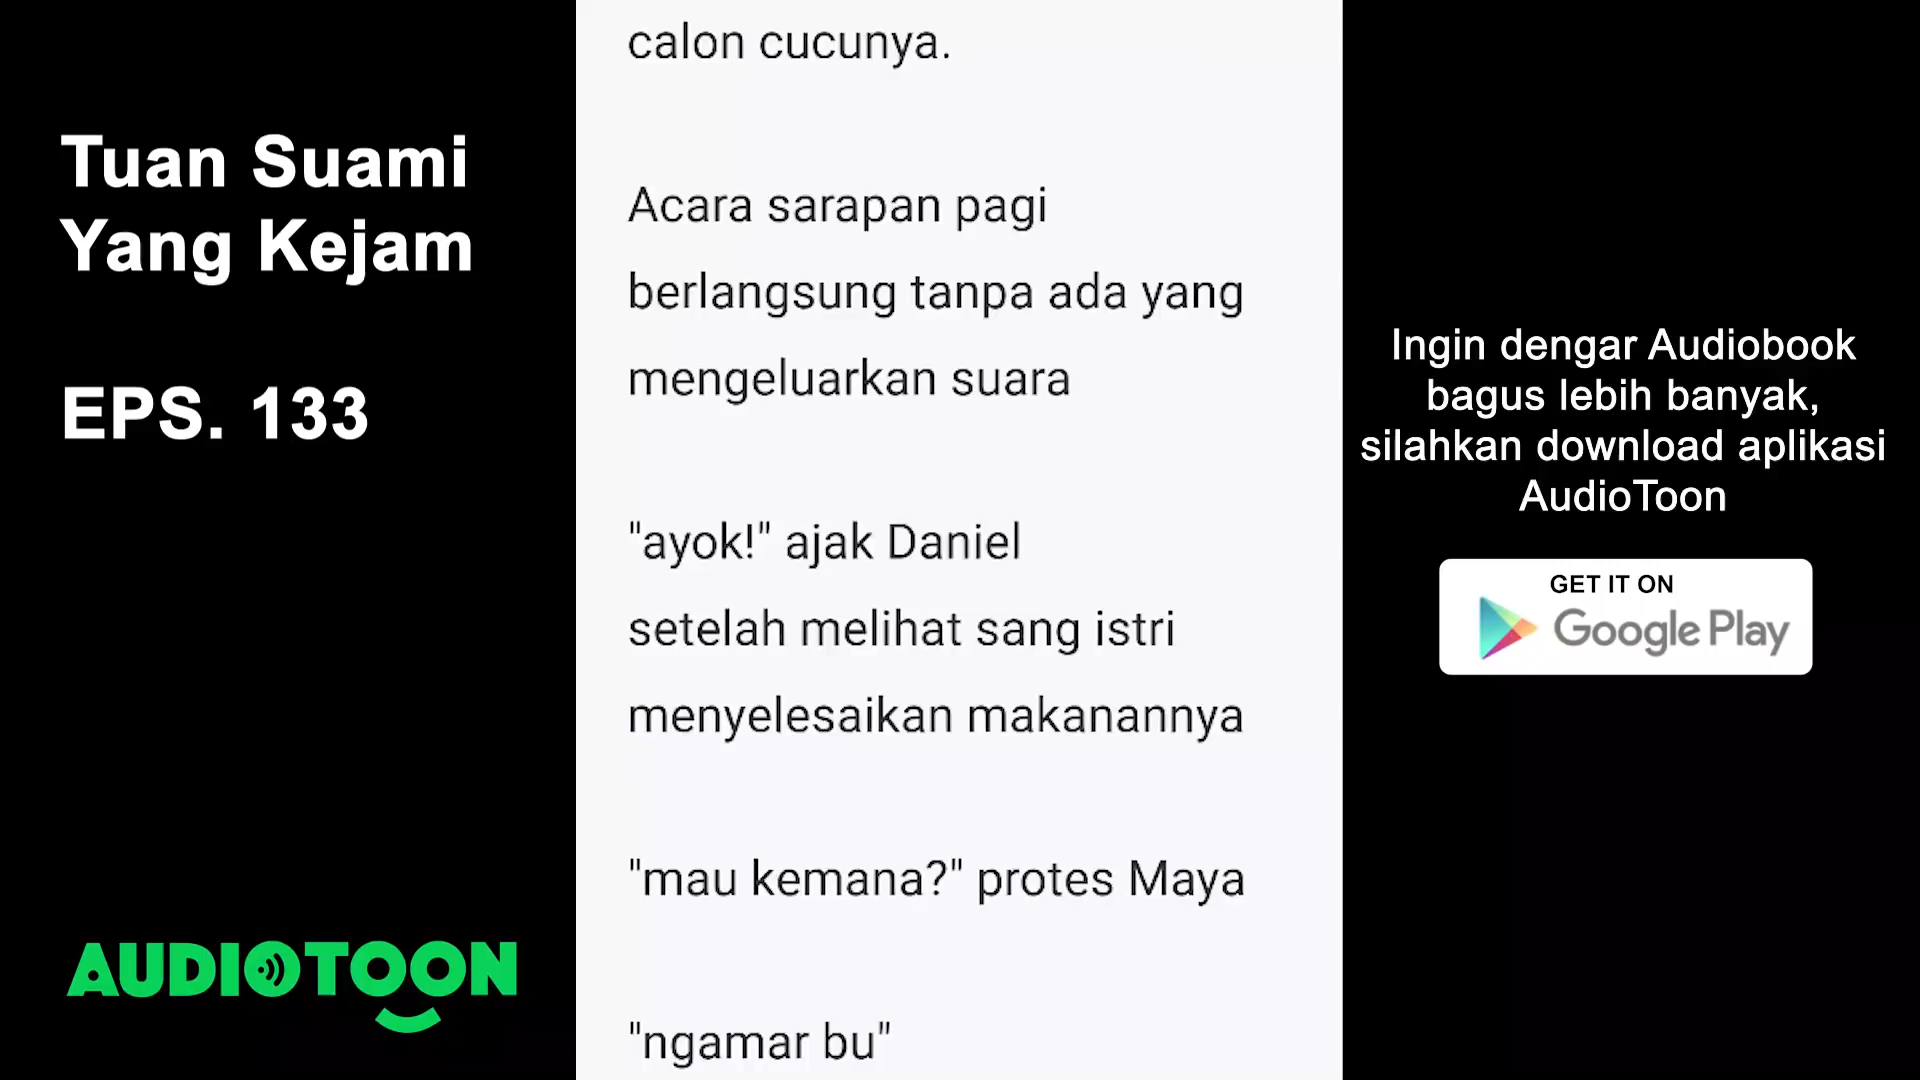 Tuan Suami
Yang Kejam
EPS. 133
AUDIOTOON
calon cucunya.
Acara sarapan pagi
berlangsung tanpa ada yang
mengeluarkan suara
"ayok!" ajak Daniel
setelah melihat sang istri
menyelesaikan makanannya
"mau kemana?" protes Maya
"ngamar bu"
Ingin dengar Audiobook
bagus lebih banyak,
silahkan download aplikasi
AudioToon
GET IT ON
Google Play